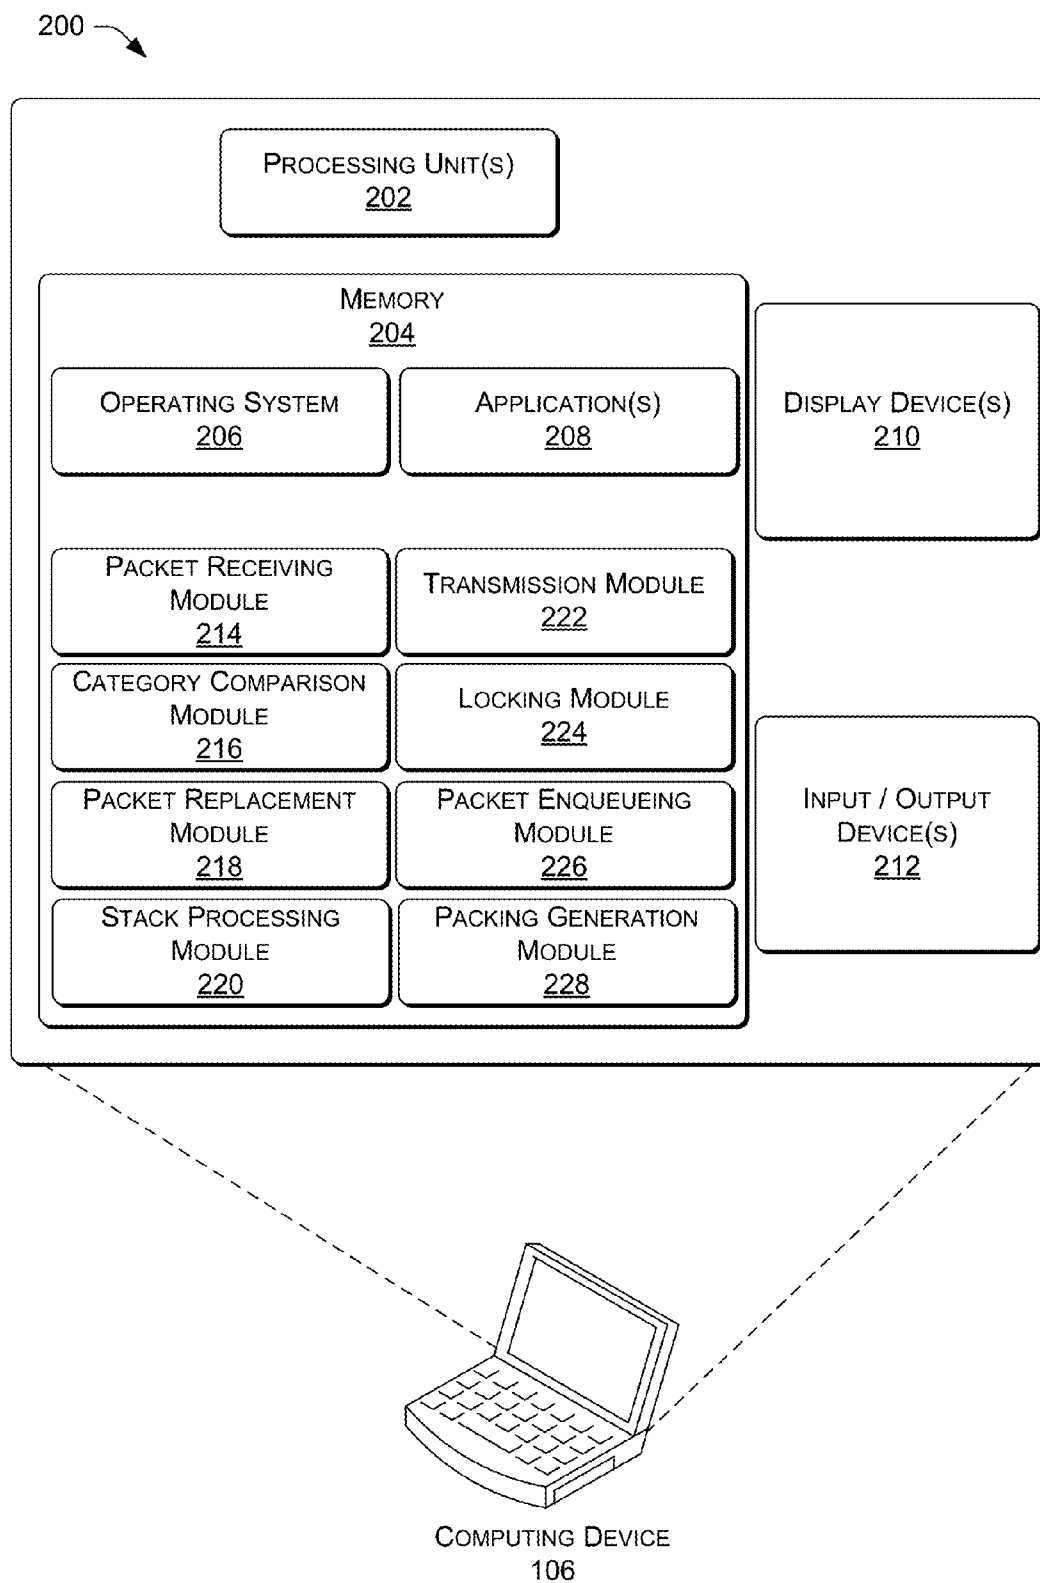 200
PROCESSING UNIT(S)
202
MEMORY
204
OPERATING SYSTEM
206
APPLICATION(S)
208
DISPLAY DEVICE(S)
210
PACKET RECEIVING
MODULE
214
TRANSMISSION MODULE
222
CATEGORY COMPARISON
MODULE
216
LOCKING MODULE
224
PACKET REPLACEMENT
MODULE
218
PACKET ENQUEUEING
MODULE
226
INPUT / OUTPUT
DEVICE(S)
212
STACK PROCESSING
MODULE
220
PACKING GENERATION
MODULE
228
COMPUTING DEVICE
106